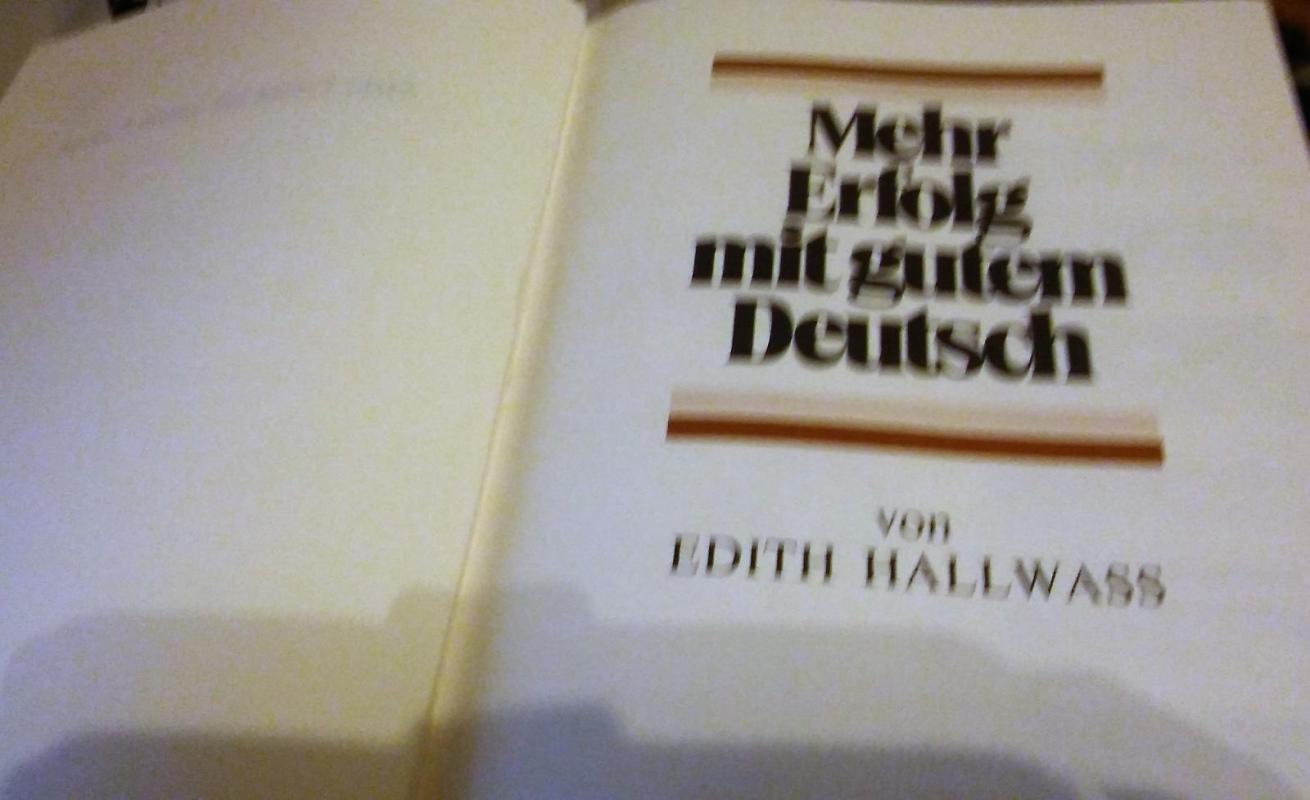 Mehr
Erfolg
mit gutem
Deutsch
von
EDITH HALLWASS